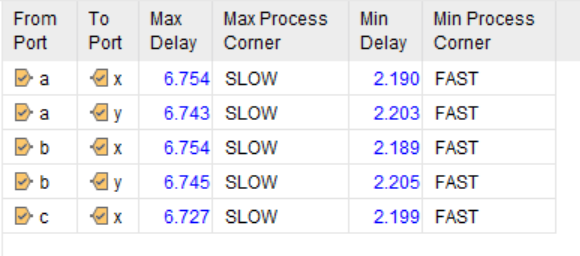 From Port To Port Max Delay Max Process Corner Min Delay Min Process Corner
a x 6.754 SLOW 2.190 FAST
a y 6.743 SLOW 2.203 FAST
b x 6.754 SLOW 2.189 FAST
b y 6.745 SLOW 2.205 FAST
c x 6.727 SLOW 2.199 FAST